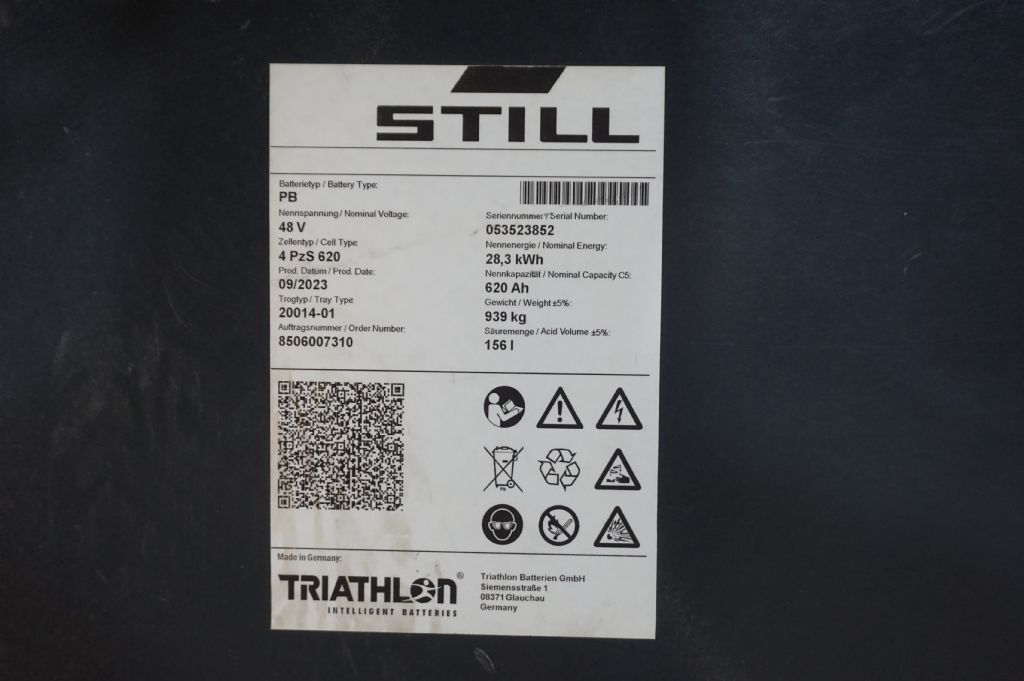 STILL
Batterietyp / Battery Type:
PB
Nennspannung / Nominal Voltage:
48 V
Zellentyp / Cell Type:
4 PzS 620
Prod. Datum / Prod. Date:
09/2023
Trogtyp / Tray Type
20014-01
Auftragsnummer / Order Number:
8506007310
Seriennummer / Serial Number:
053523852
Nennenergie / Nominal Energy:
28,3 kWh
Nennkapazität / Nominal Capacity C5:
620 Ah
Gewicht / Weight ±5%:
939 kg
Säuremenge / Acid Volume ±5%:
156 l
PB
Made in Germany:
TRIATHLON®
INTELLIGENT BATTERIES
Triathlon Batterien GmbH
Siemensstraße 1
08371 Glauchau
Germany